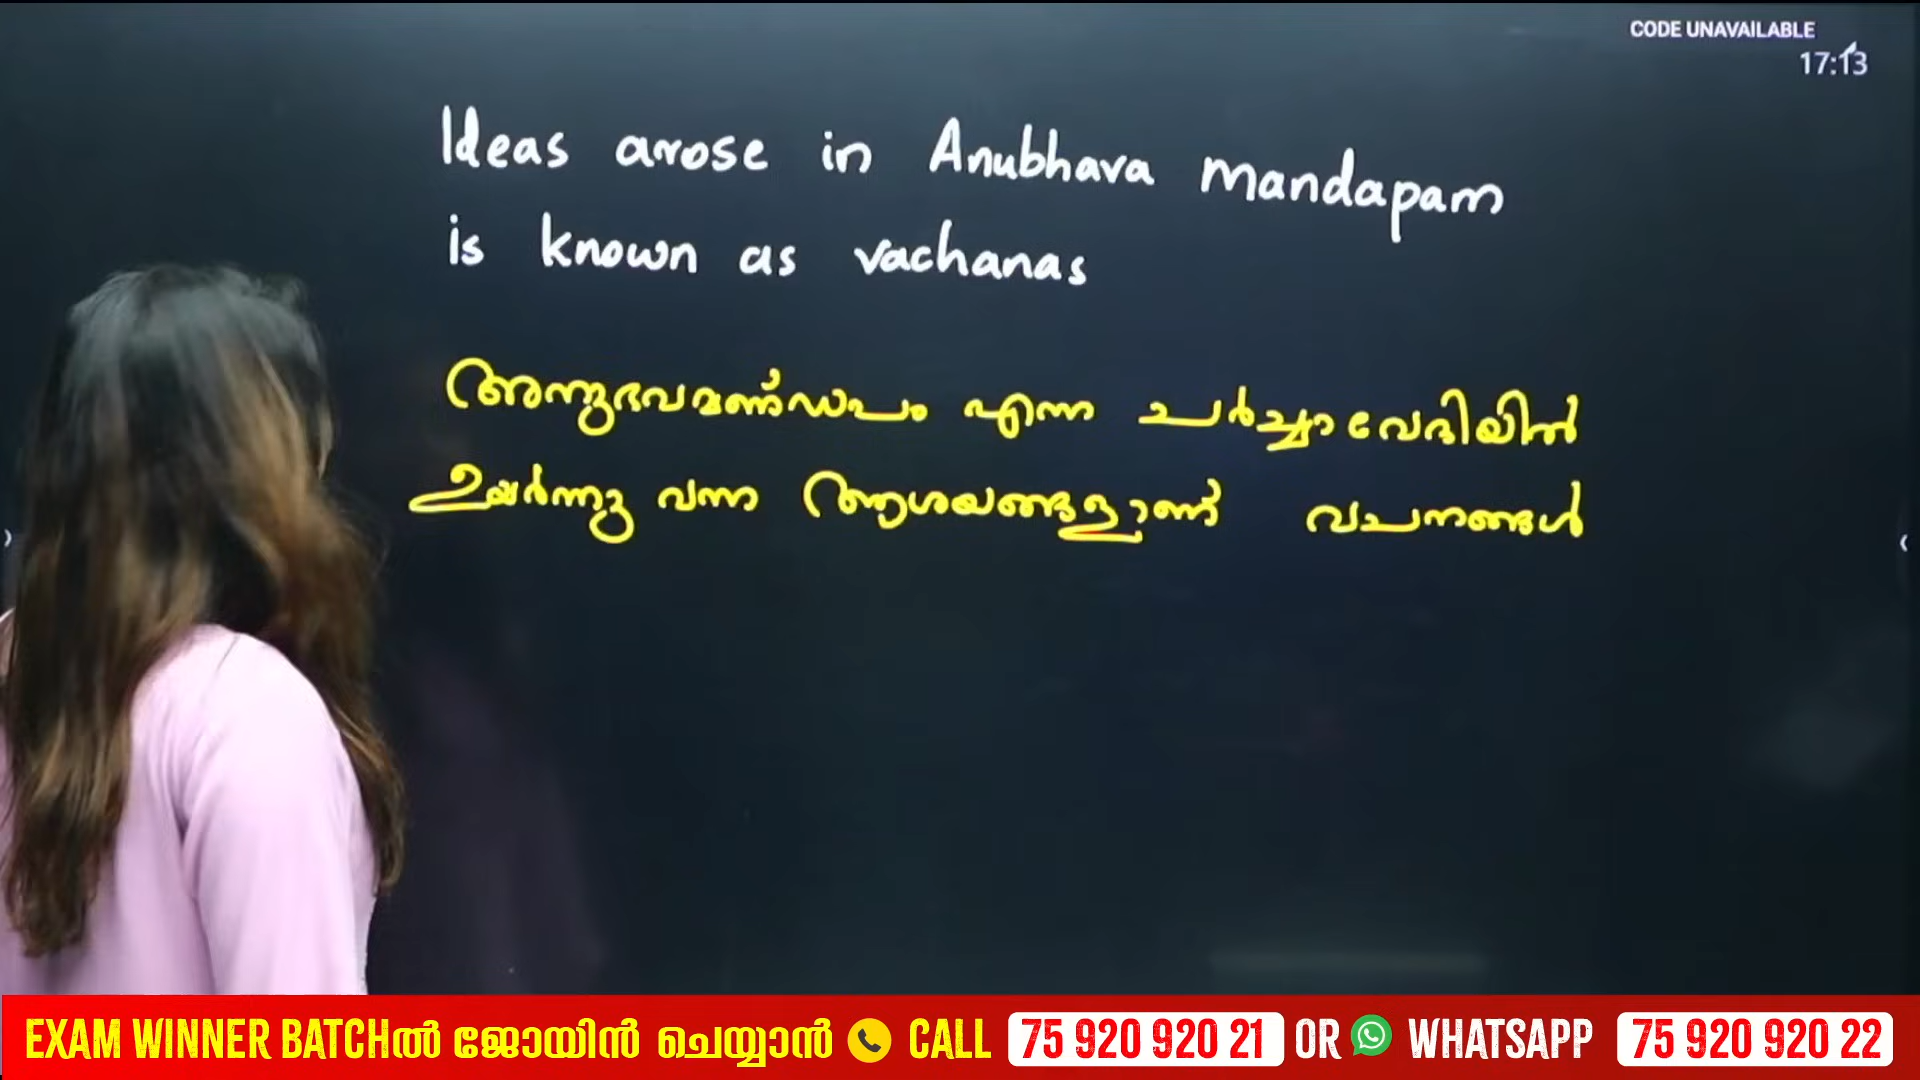 CODE UNAVAILABLE
17:13
Ideas arose in Anubhava mandapam
is known as vachanas
അനുഭവമണ്ഡപം എന്ന ചർച്ചാവേദിയിൽ
ഉയർന്നു വന്ന ആശയങ്ങളാണ് വചനങ്ങൾ
EXAM WINNER BATCHൽ ജോയിൻ ചെയ്യാൻ CALL 75 920 920 21 OR WHATSAPP 75 920 920 22